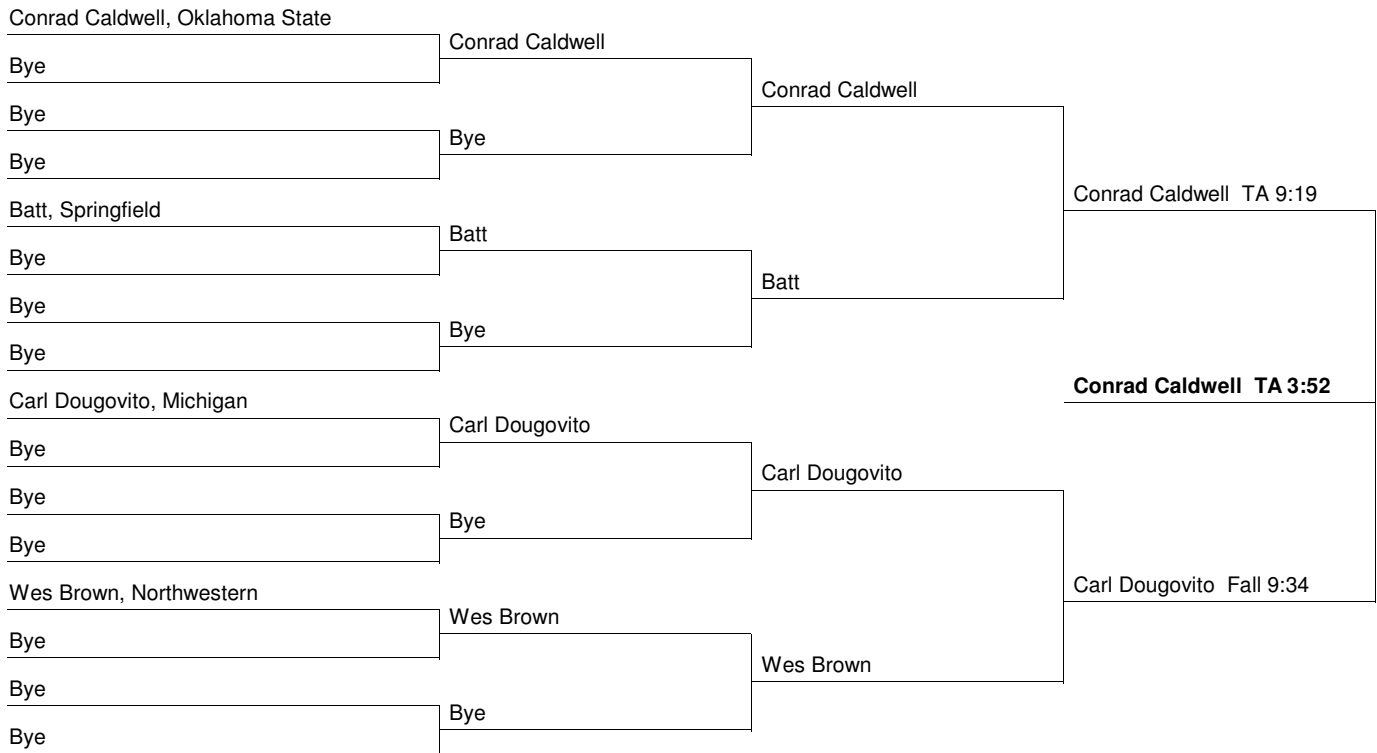 Conrad Caldwell, Oklahoma State
Bye
Bye
Bye
Batt, Springfield
Bye
Bye
Bye
Carl Dougovito, Michigan
Bye
Bye
Bye
Wes Brown, Northwestern
Bye
Bye
Bye
Conrad Caldwell
Bye
Batt
Bye
Carl Dougovito
Bye
Wes Brown
Bye
Conrad Caldwell
Batt
Carl Dougovito
Wes Brown
Conrad Caldwell TA 9:19
Conrad Caldwell TA 3:52
Carl Dougovito Fall 9:34